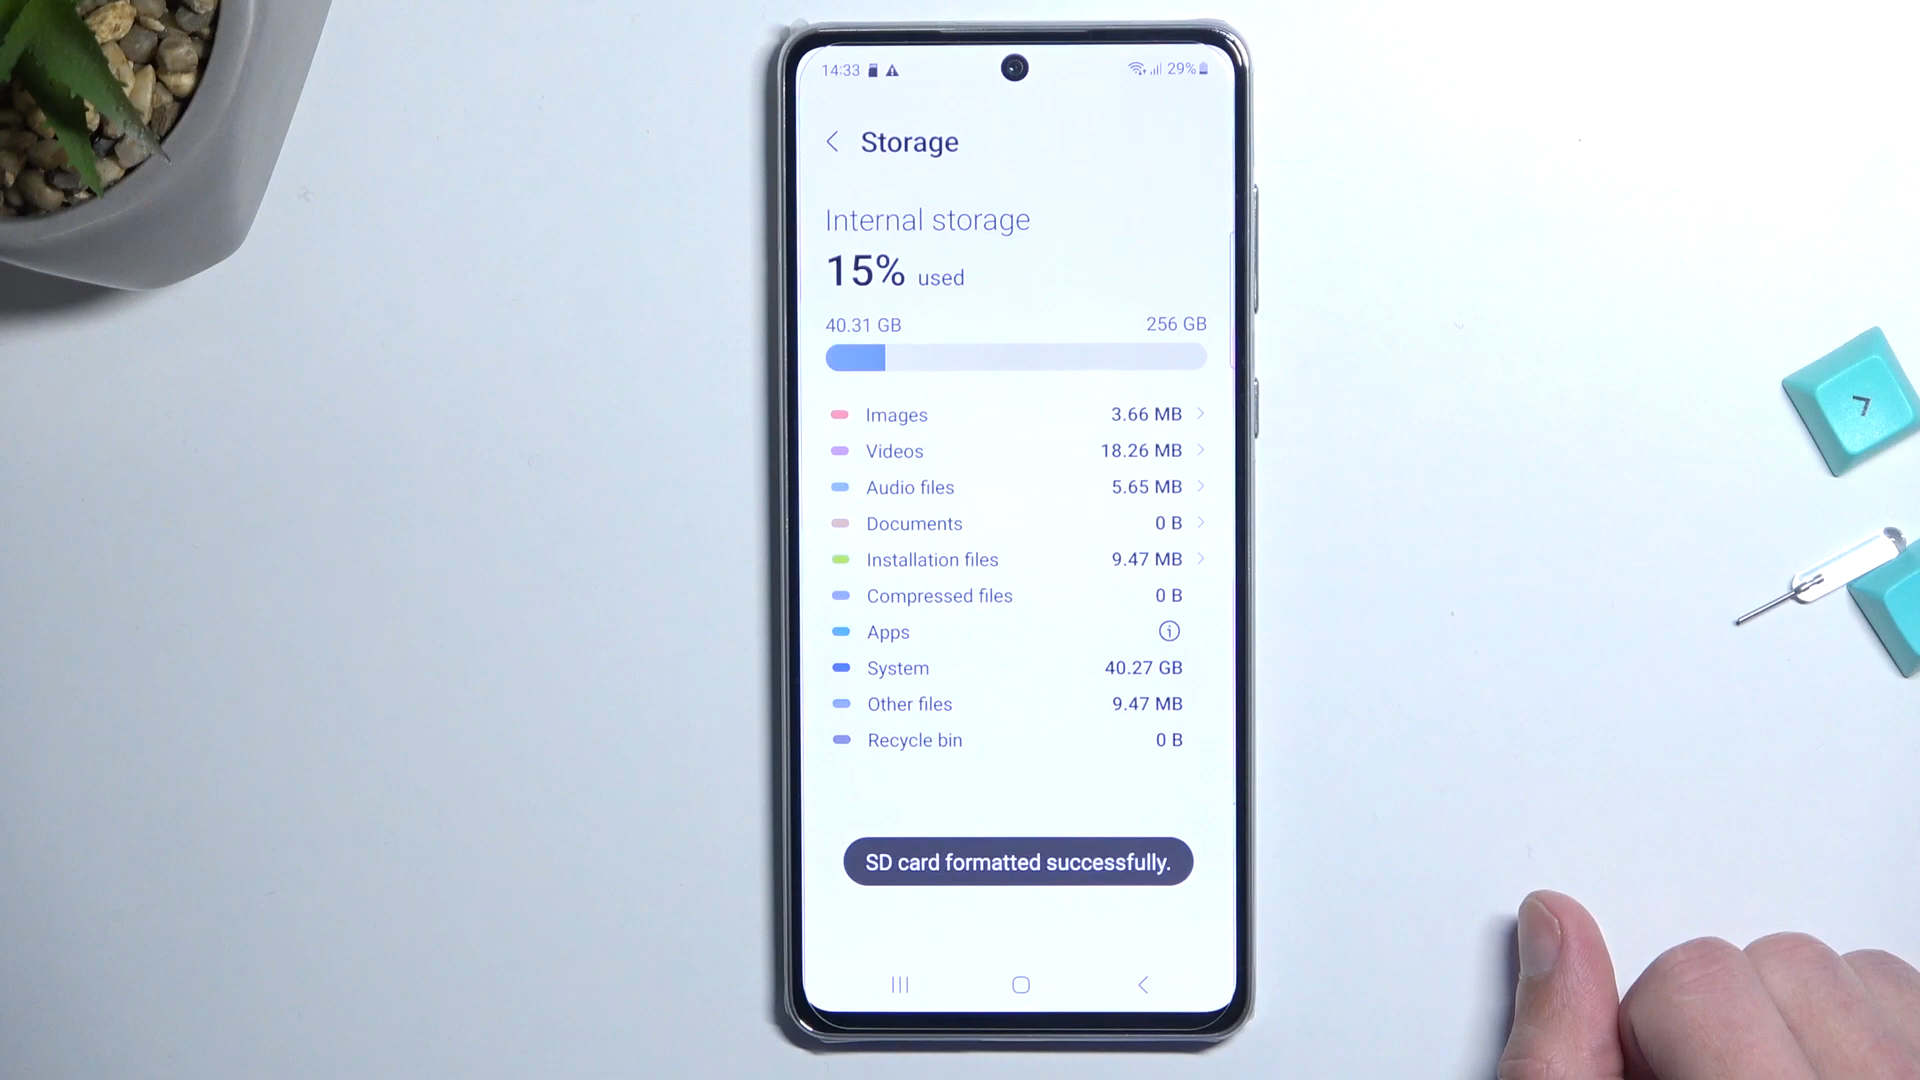 14:33 29%
Storage
Internal storage
15% used
40.31 GB 256 GB
Images 3.66 MB
Videos 18.26 MB
Audio files 5.65 MB
Documents 0 B
Installation files 9.47 MB
Compressed files 0 B
Apps
System 40.27 GB
Other files 9.47 MB
Recycle bin 0 B
SD card formatted successfully.